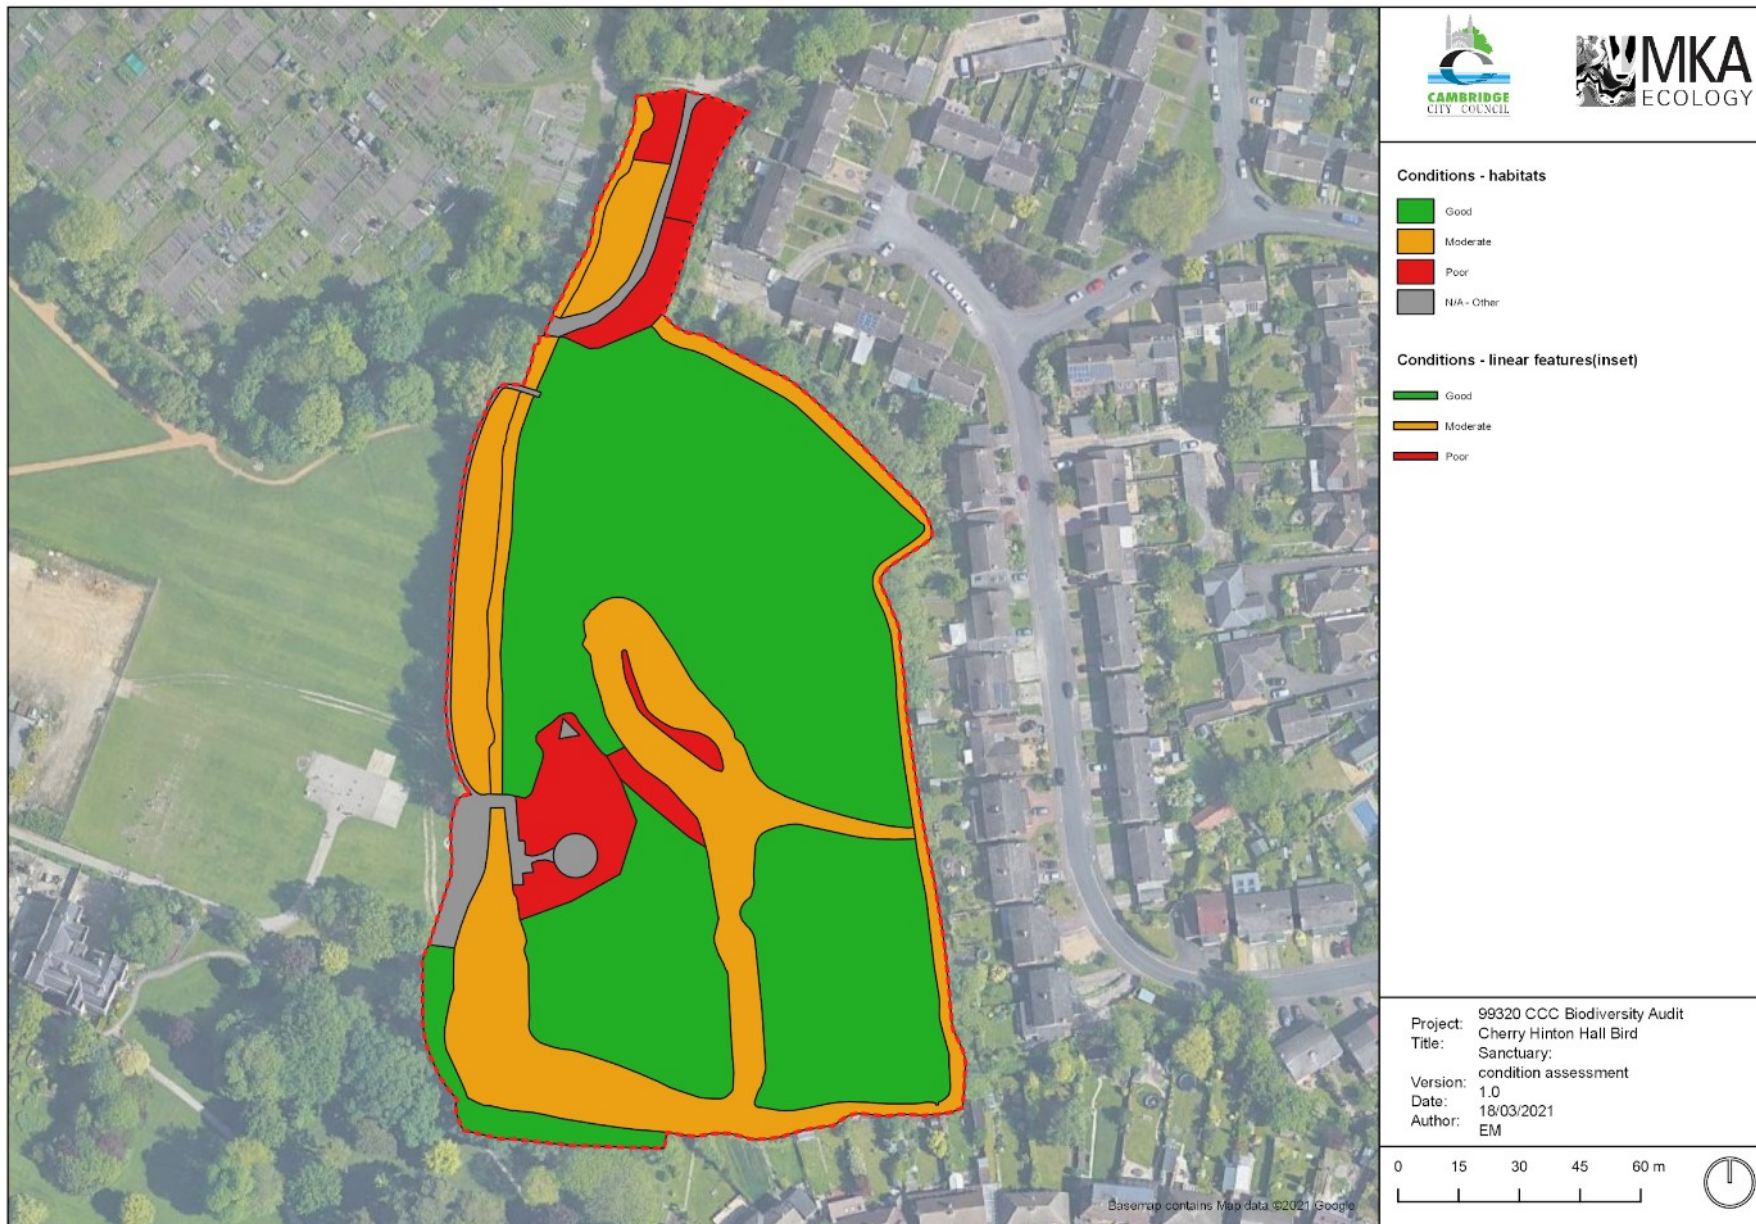 CAMBRIDGE
CITY COUNCIL
MKA
ECOLOGY
Conditions - habitats
Good
Moderate
Poor
N/A - Other
Conditions - linear features(inset)
Good
Moderate
Poor
Project: 99320 CCC Biodiversity Audit
Title: Cherry Hinton Hall Bird
Sanctuary:
condition assessment
Version: 1.0
Date: 18/03/2021
Author: EM
0 15 30 45 60 m
Basemap contains Map data ©2021 Google